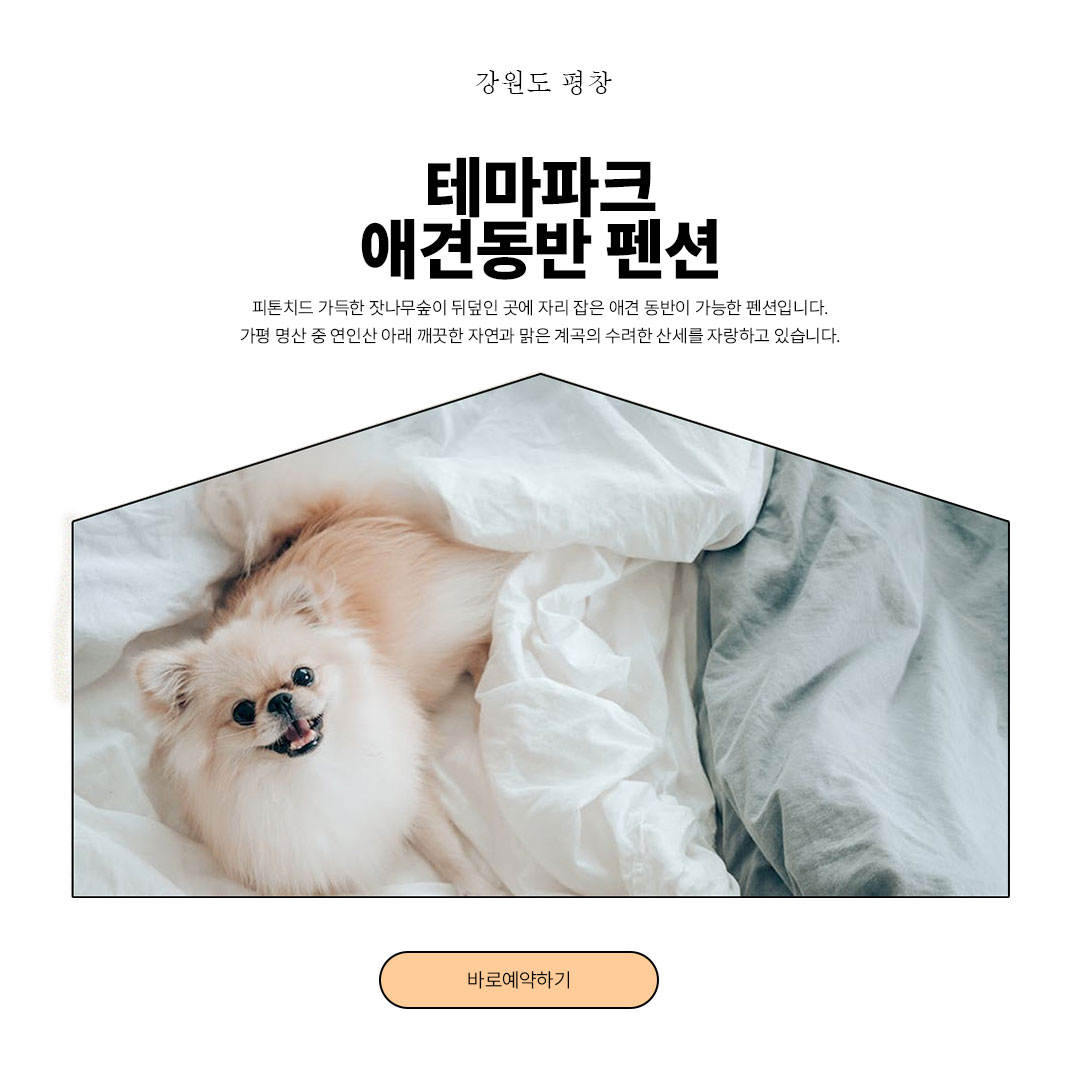 강원도 평창
테마파크
애견동반 펜션
피톤치드 가득한 잣나무숲이 뒤덮인 곳에 자리 잡은 애견 동반이 가능한 펜션입니다.
가평 명산 중 연인산 아래 깨끗한 자연과 맑은 계곡의 수려한 산세를 자랑하고 있습니다.
바로예약하기